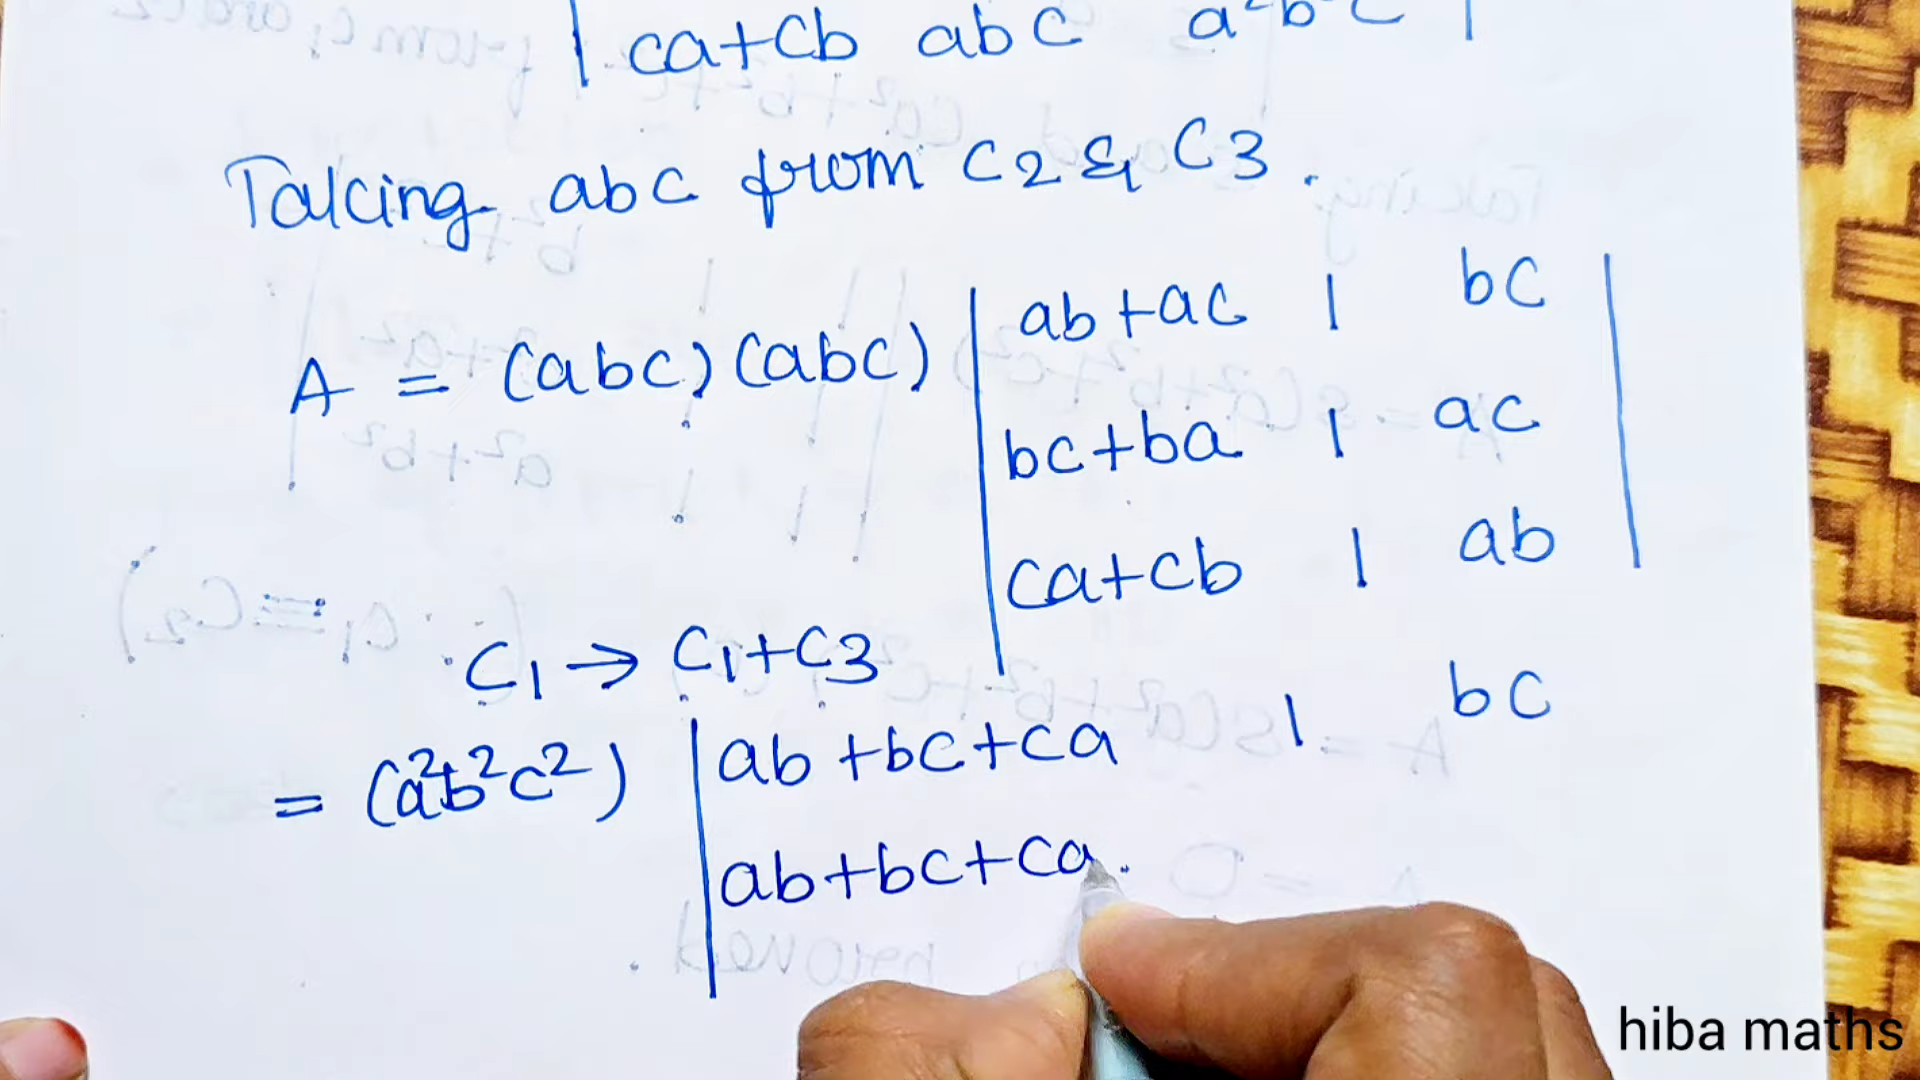 | ca+cb abc a²b²c |
Taking abc from C2 & C3.
A = (abc)(abc) | ab+ac 1 bc |
| bc+ba 1 ac |
| ca+cb 1 ab |
C1 → C1+C3
= (a²b²c²) | ab+bc+ca 1 bc
| ab+bc+ca
hiba maths